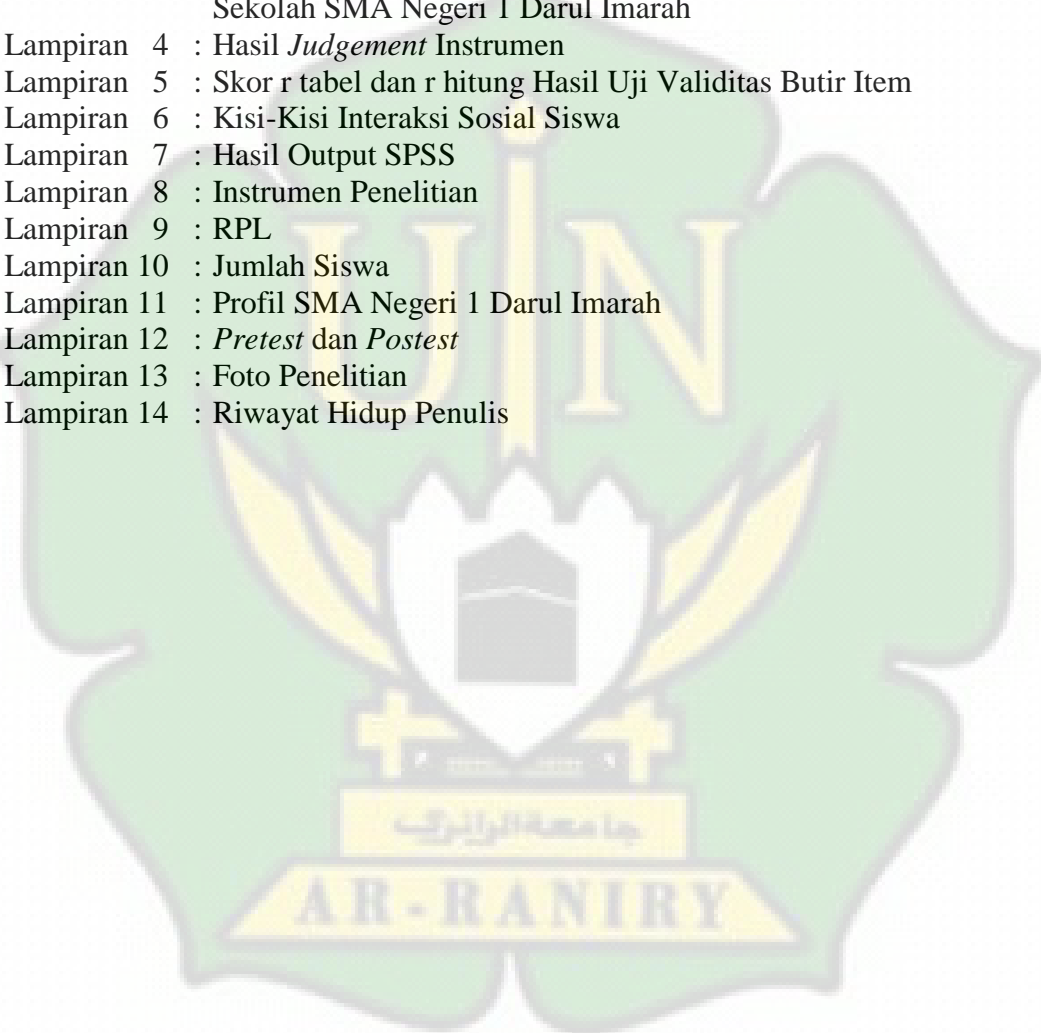 Sekolah SMA Negeri 1 Darul Imarah
Lampiran 4 : Hasil Judgement Instrumen
Lampiran 5 : Skor r tabel dan r hitung Hasil Uji Validitas Butir Item
Lampiran 6 : Kisi-Kisi Interaksi Sosial Siswa
Lampiran 7 : Hasil Output SPSS
Lampiran 8 : Instrumen Penelitian
Lampiran 9 : RPL
Lampiran 10 : Jumlah Siswa
Lampiran 11 : Profil SMA Negeri 1 Darul Imarah
Lampiran 12 : Pretest dan Postest
Lampiran 13 : Foto Penelitian
Lampiran 14 : Riwayat Hidup Penulis
UIN
جامعة الرانري
AR-RANIRY